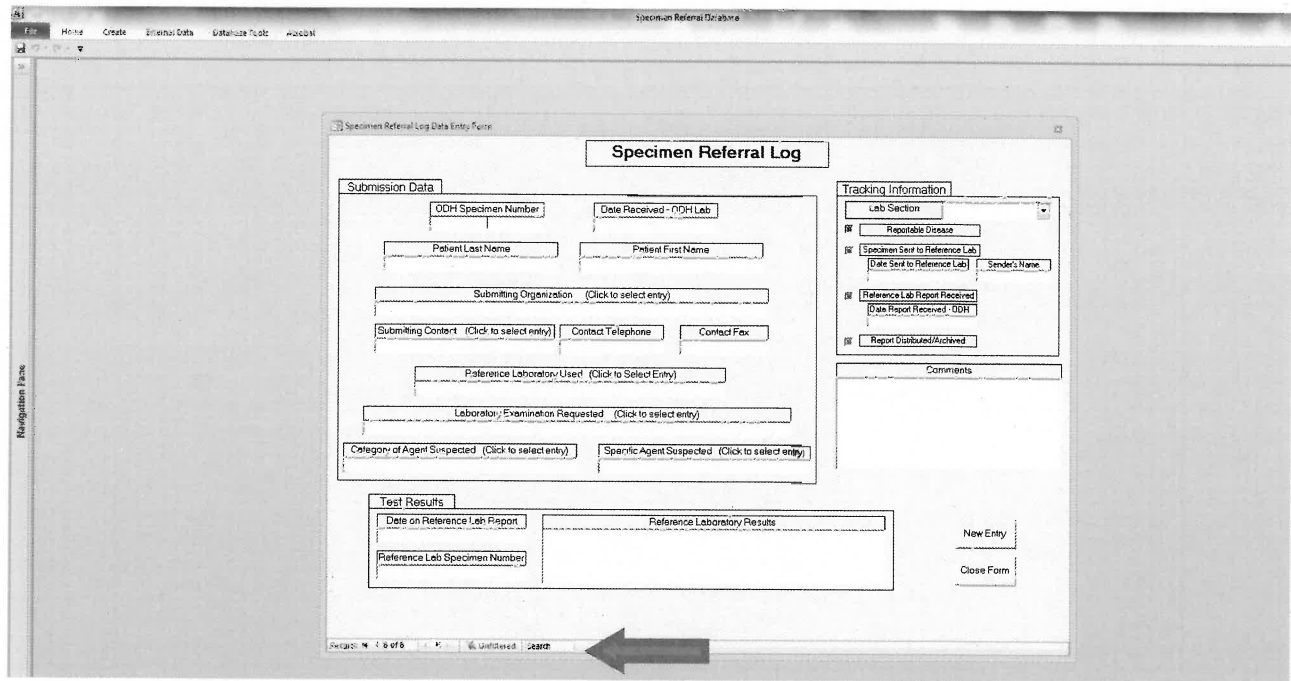 Specimen Referral Database
File Home Create External Data Database Tools Acrobat
Navigation Pane
Specimen Referral Log Data Entry Form
Specimen Referral Log
Submission Data
ODH Specimen Number Date Received - ODH Lab
Patient Last Name Patient First Name
Submitting Organization (Click to select entry)
Submitting Contact (Click to select entry) Contact Telephone Contact Fax
Reference Laboratory Used (Click to Select Entry)
Laboratory Examination Requested (Click to select entry)
Category of Agent Suspected (Click to select entry) Specific Agent Suspected (Click to select entry)
Tracking Information
Lab Section
Reportable Disease
Specimen Sent to Reference Lab
Date Sent to Reference Lab Sender's Name
Reference Lab Report Received
Date Report Received - ODH
Report Distributed/Archived
Comments
Test Results
Date on Reference Lab Report Reference Laboratory Results
Reference Lab Specimen Number
New Entry
Close Form
Record: 6 of 6 Unfiltered Search